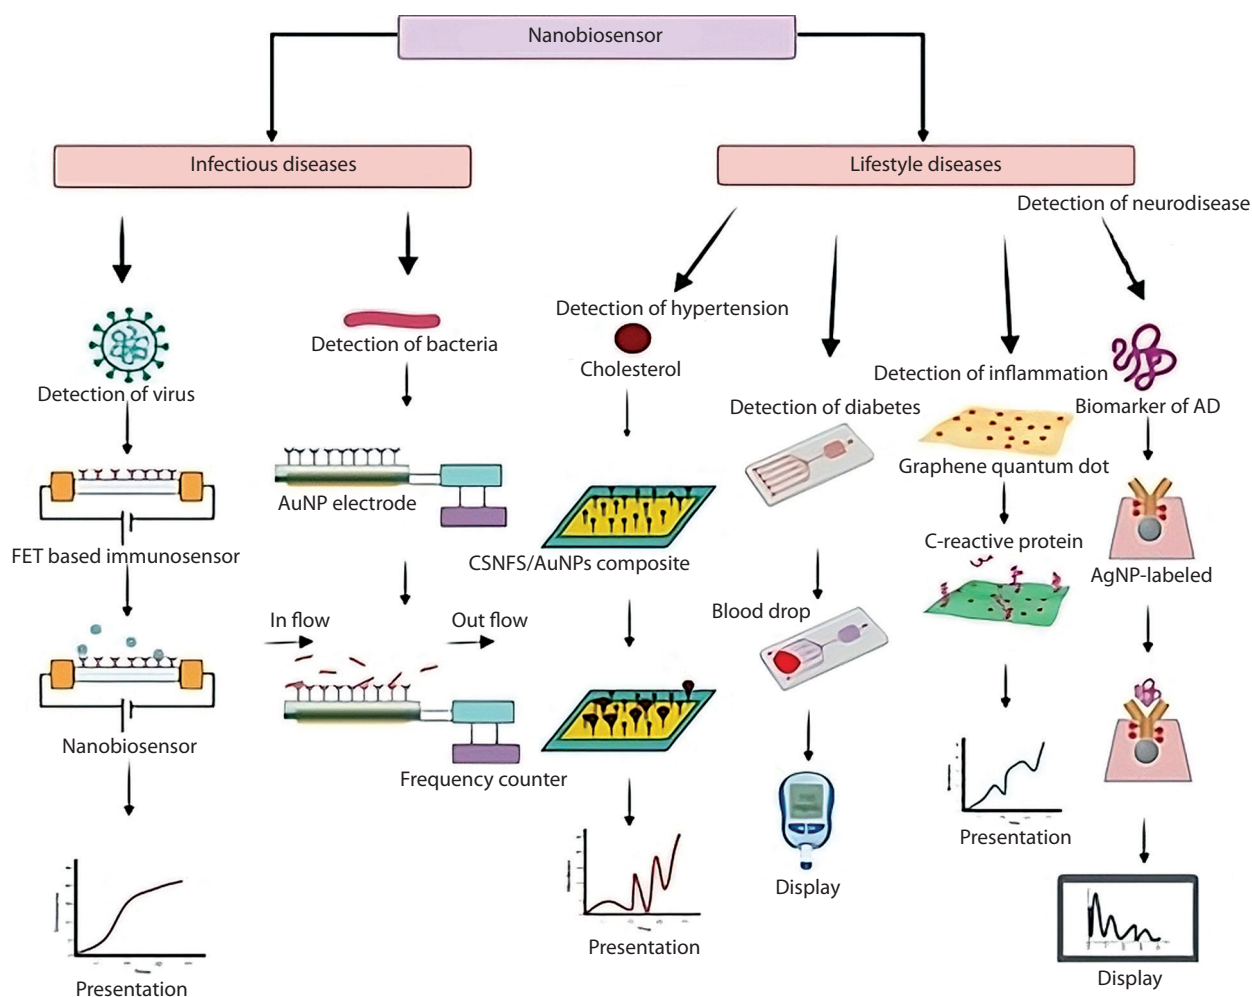 Nanobiosensor
Infectious diseases
Lifestyle diseases
Detection of neurodisease
Detection of hypertension
Detection of bacteria
Cholesterol
Detection of inflammation
Detection of virus
Detection of diabetes
Biomarker of AD
Graphene quantum dot
AuNP electrode
C-reactive protein
FET based immunosensor
CSNFS/AuNPs composite
AgNP-labeled
Blood drop
In flow
Out flow
Nanobiosensor
Frequency counter
Presentation
Display
Presentation
Display
Presentation